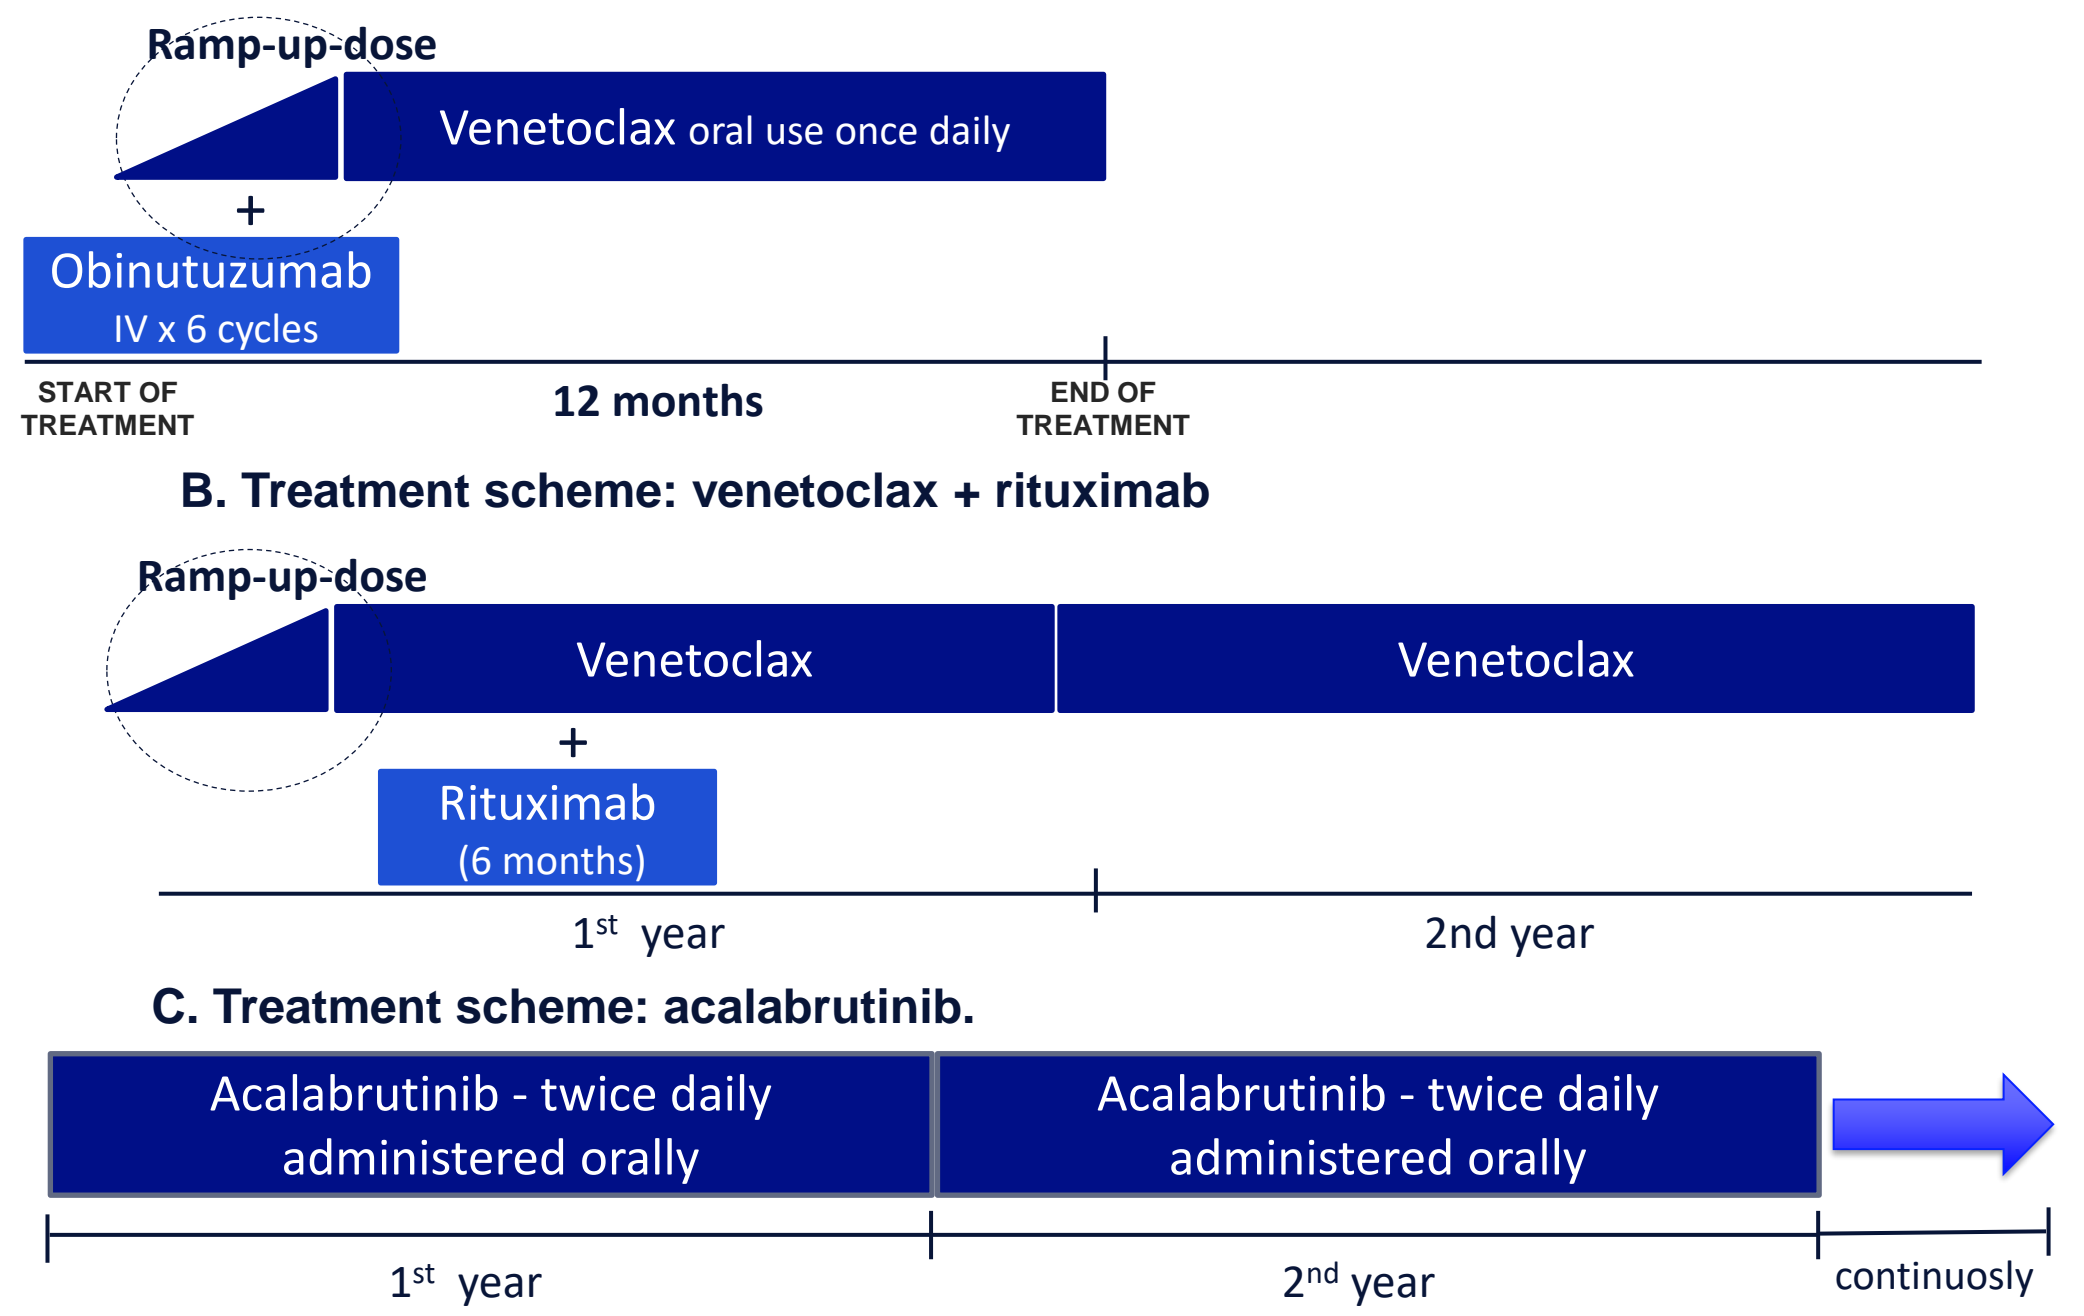 Ramp-up-dose
Venetoclax oral use once daily
+
Obinutuzumab
IV x 6 cycles
START OF
TREATMENT
12 months
END OF
TREATMENT
B. Treatment scheme: venetoclax + rituximab
Ramp-up-dose
Venetoclax
Venetoclax
+
Rituximab
(6 months)
1st year
2nd year
C. Treatment scheme: acalabrutinib.
Acalabrutinib - twice daily
administered orally
Acalabrutinib - twice daily
administered orally
1st year
2nd year
continuosly